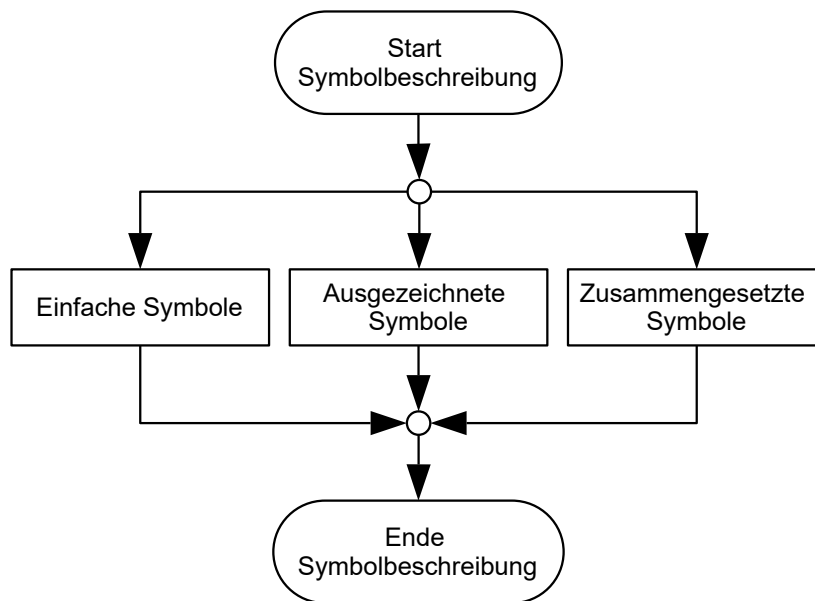 Start
Symbolbeschreibung
Einfache Symbole
Ausgezeichnete
Symbole
Zusammengesetzte
Symbole
Ende
Symbolbeschreibung